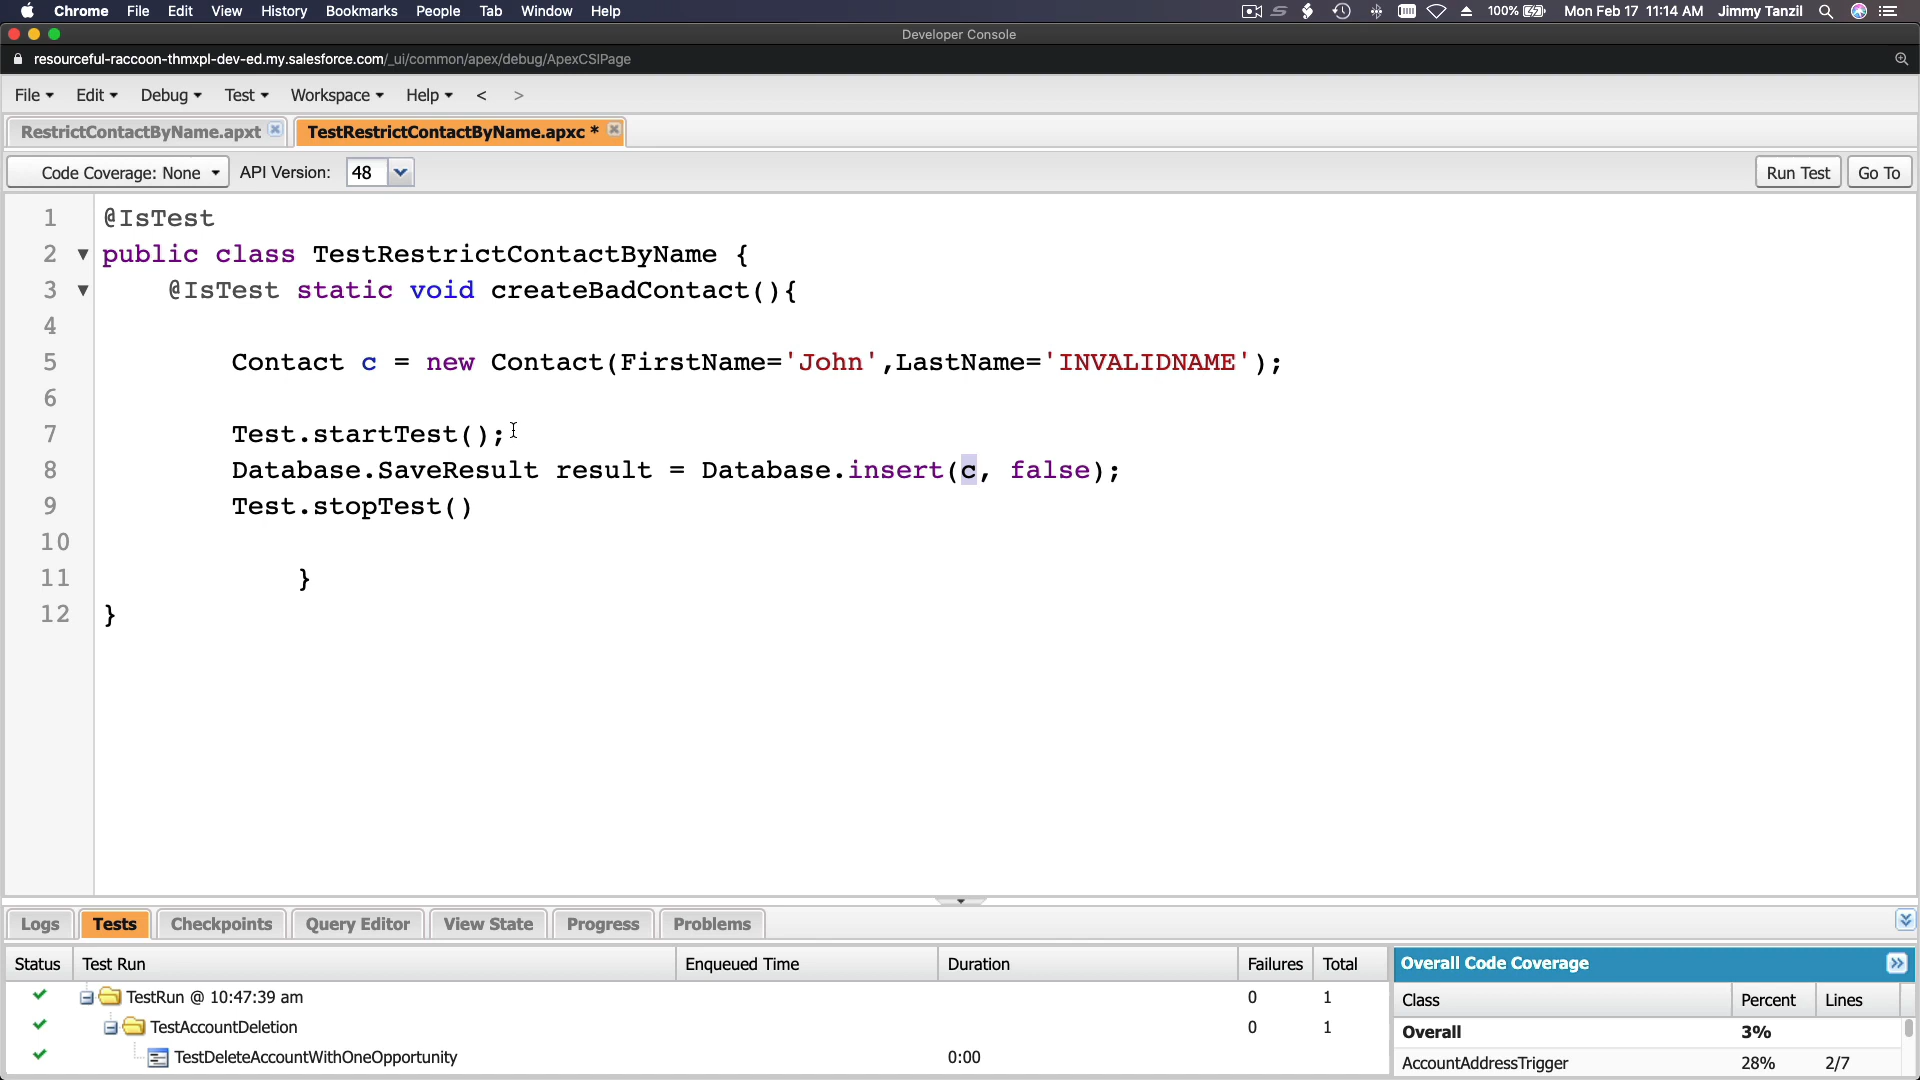 Chrome File Edit View History Bookmarks People Tab Window Help 100% Mon Feb 17 11:14 AM Jimmy Tanzil
Developer Console
resourceful-raccoon-thmxpl-dev-ed.my.salesforce.com/_ui/common/apex/debug/ApexCSIPage
File Edit Debug Test Workspace Help < >
RestrictContactByName.apxt TestRestrictContactByName.apxc *
Code Coverage: None API Version: 48 Run Test Go To
1 @IsTest
2 public class TestRestrictContactByName {
3 @IsTest static void createBadContact(){
4
5 Contact c = new Contact(FirstName='John',LastName='INVALIDNAME');
6
7 Test.startTest();
8 Database.SaveResult result = Database.insert(c, false);
9 Test.stopTest()
10
11 }
12 }
Logs Tests Checkpoints Query Editor View State Progress Problems
Status Test Run Enqueued Time Duration Failures Total
TestRun @ 10:47:39 am 0 1
TestAccountDeletion 0 1
TestDeleteAccountWithOneOpportunity 0:00
Overall Code Coverage
Class Percent Lines
Overall 3%
AccountAddressTrigger 28% 2/7